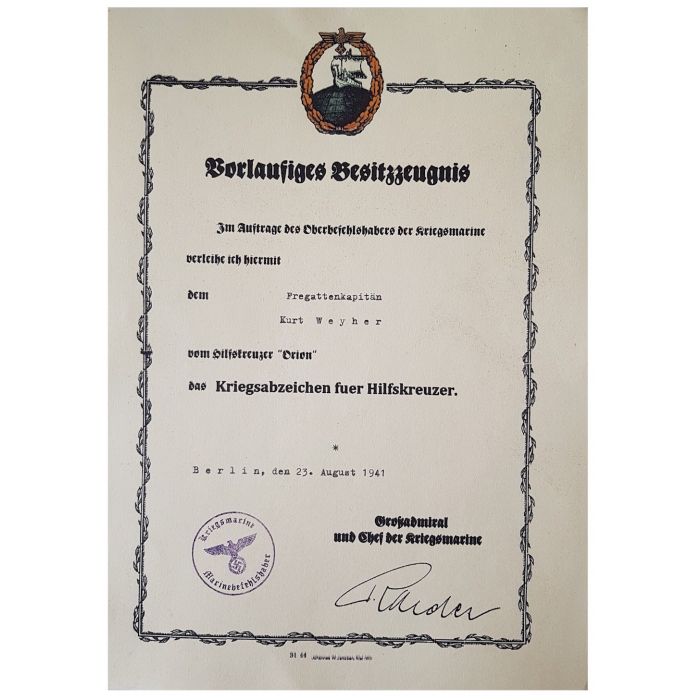 Vorlaufiges Besitzzeugnis
Im Auftrage des Oberbefehlshabers der Kriegsmarine
verleihe ich hiermit
dem Fregattenkapitän
Kurt Weyher
vom Hilfskreuzer "Orion"
das Kriegsabzeichen fuer Hilfskreuzer.
*
Berlin, den 23. August 1941
Kriegsmarine
Marinebefehlshaber
Großadmiral
und Chef der Kriegsmarine
Raeder